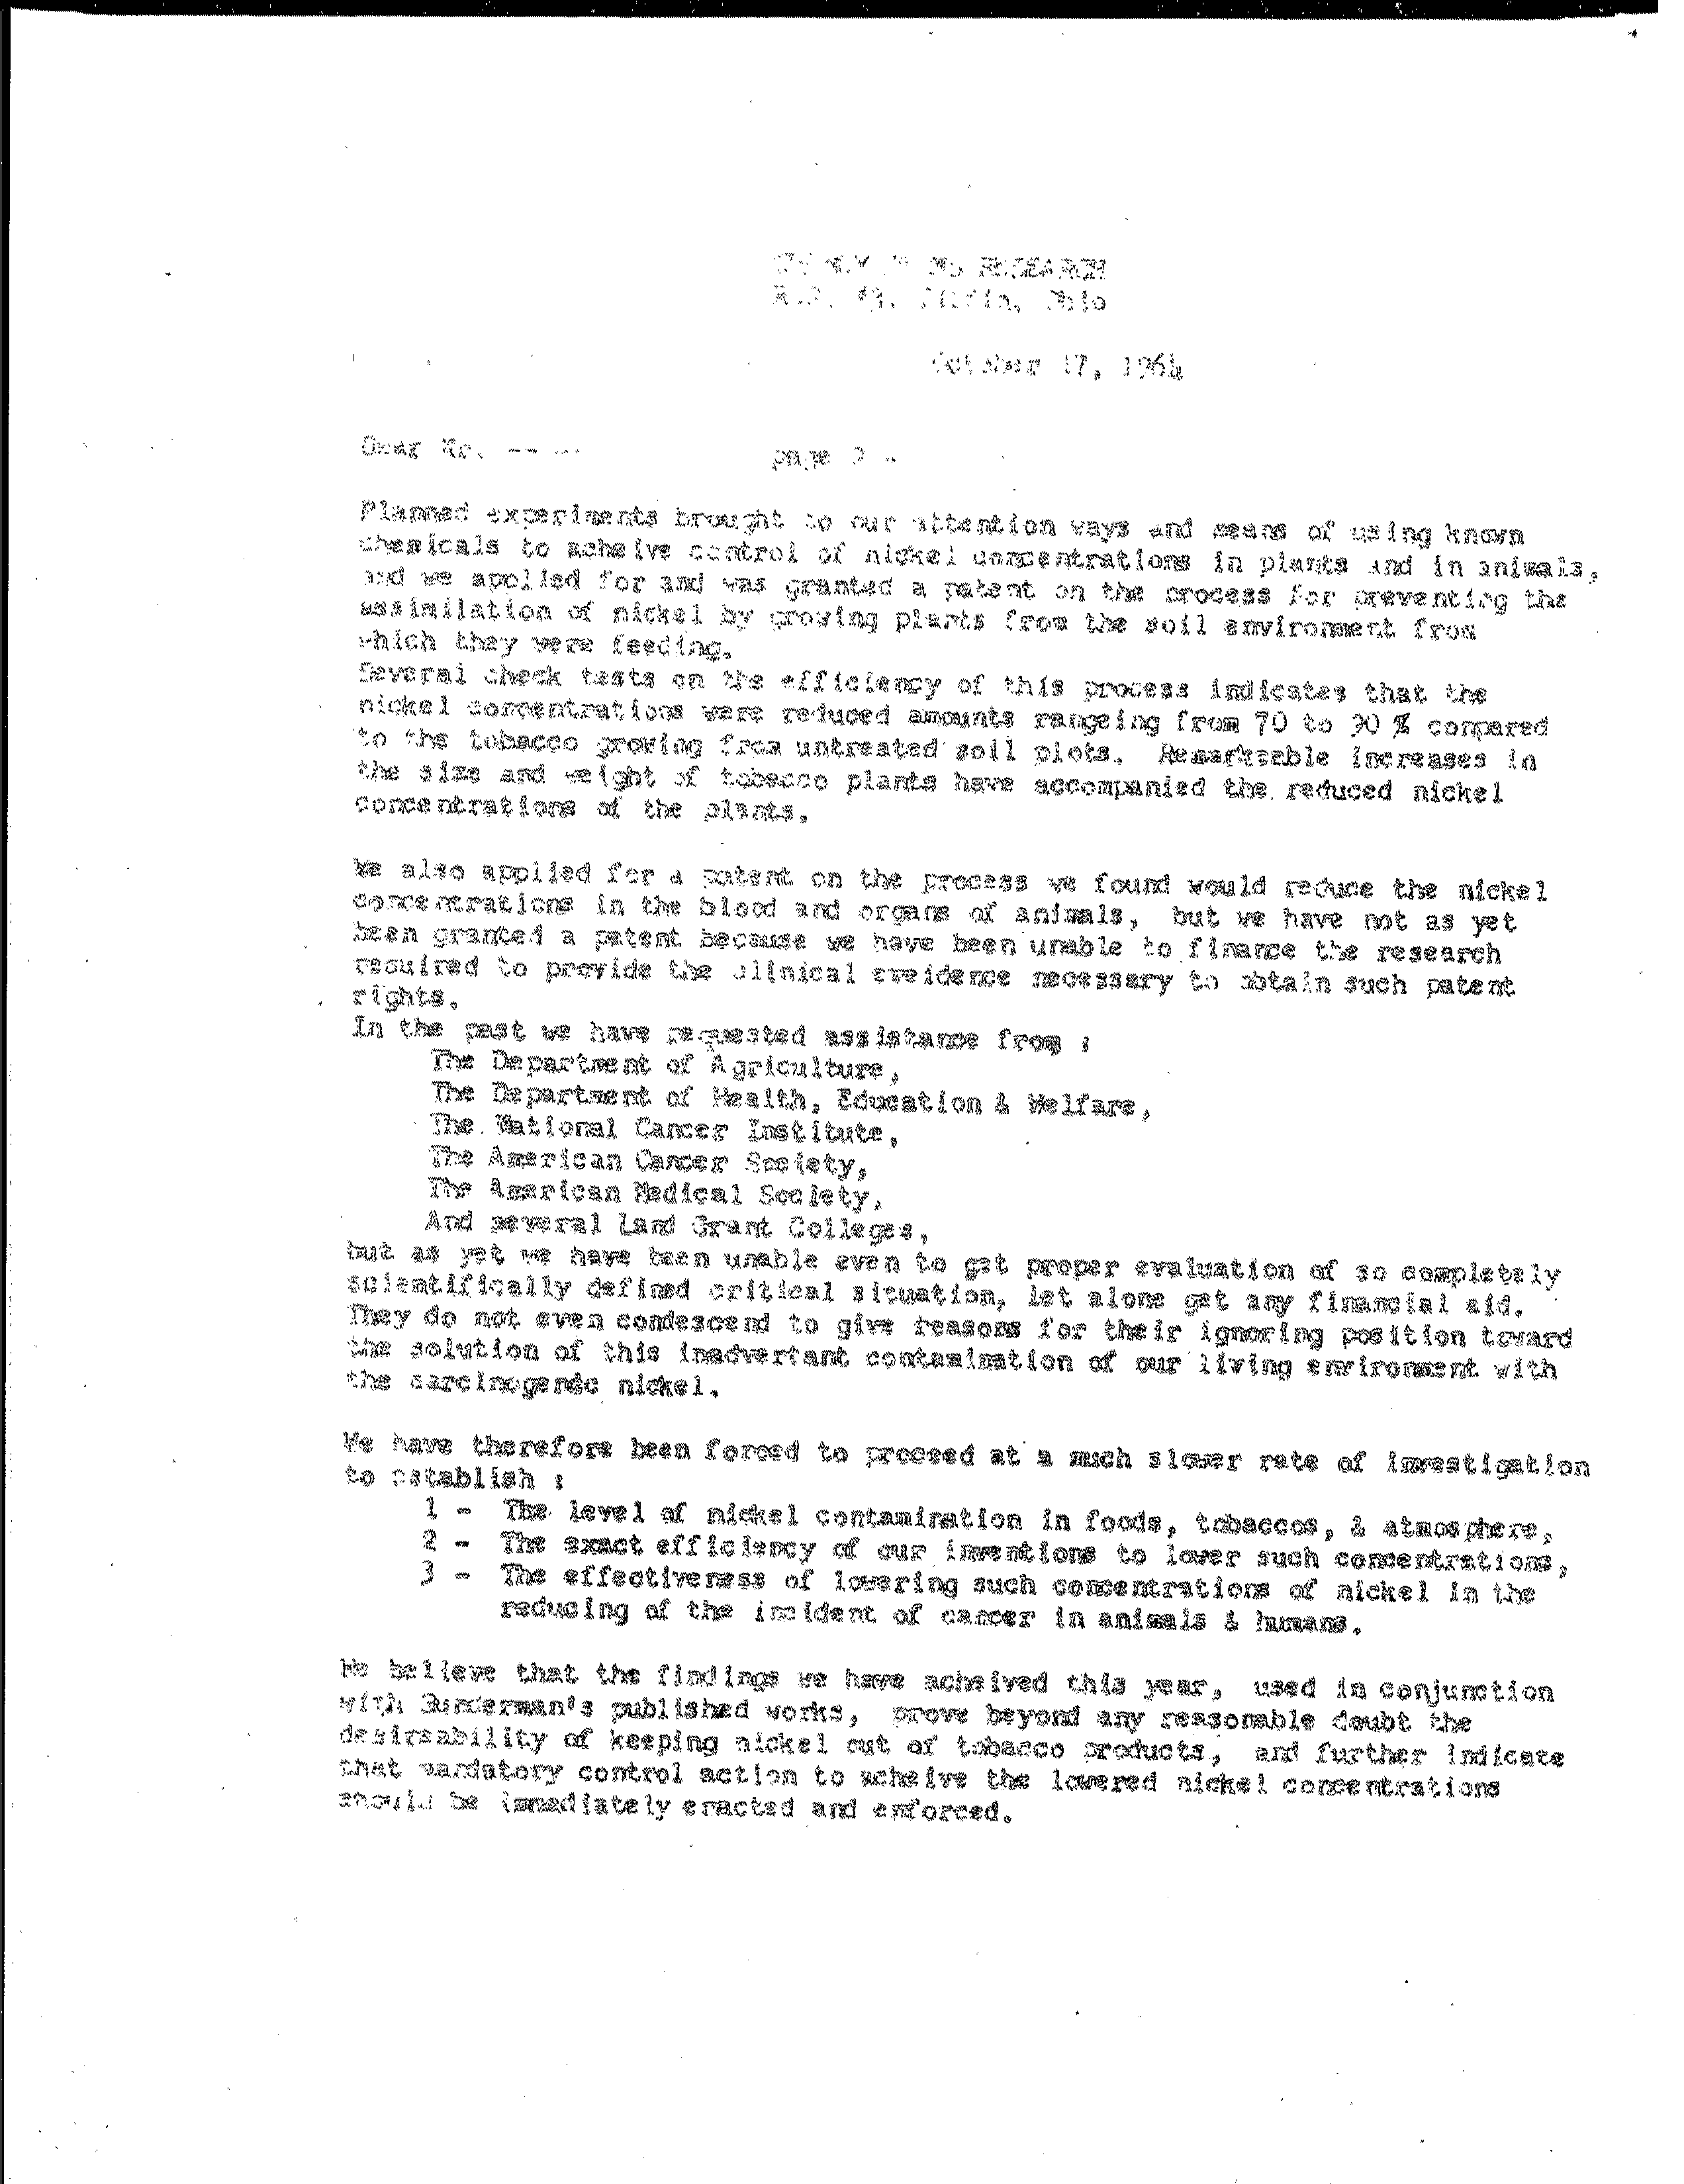 RESEARCH
Ohio
October 17, 1964
Dear Mr. -- --
page
Planned experiments brought to our attention ways and means of using known
chemicals to acheive control of nickel concentrations in plants and in animals,
and we applied for and was granted a patent on the process for preventing the
assimilation of nickel by growing plants from the soil environment from
which they were feeding.
Several check tests on the efficiency of this process indicates that the
nickel concentrations were reduced amounts rangeing from 70 to 90 % compared
to the tobacco growing from untreated soil plots. Remarkeable increases in
the size and weight of tobacco plants have accompanied the reduced nickel
concentrations of the plants.
We also applied for a patent on the process we found would reduce the nickel
concentrations in the blood and organs of animals, but we have not as yet
been granted a patent because we have been unable to finance the research
required to provide the clinical eveidence necessary to obtain such patent
rights.
In the past we have requested assistance from :
The Department of Agriculture,
The Department of Health, Education & Welfare,
The National Cancer Institute,
The American Cancer Society,
The American Medical Society,
And several Land Grant Colleges,
but as yet we have been unable even to get proper evaluation of so completely
scientifically defined critical situation, let alone get any financial aid.
They do not even condescend to give reasons for their ignoring position toward
the solution of this inadvertant contamination of our living environment with
the carcinogenic nickel.
We have therefore been forced to proceed at a much slower rate of investigation
to establish :
1 - The level of nickel contamination in foods, tobaccos, & atmosphere,
2 - The exact efficiency of our inventions to lower such concentrations,
3 - The effectiveness of lowering such concentrations of nickel in the
reducing of the incident of cancer in animals & humans.
We believe that the findings we have acheived this year, used in conjunction
with Sunderman's published works, prove beyond any reasonable doubt the
desireability of keeping nickel out of tobacco products, and further indicate
that mandatory control action to acheive the lowered nickel concentrations
should be immediately enacted and enforced.